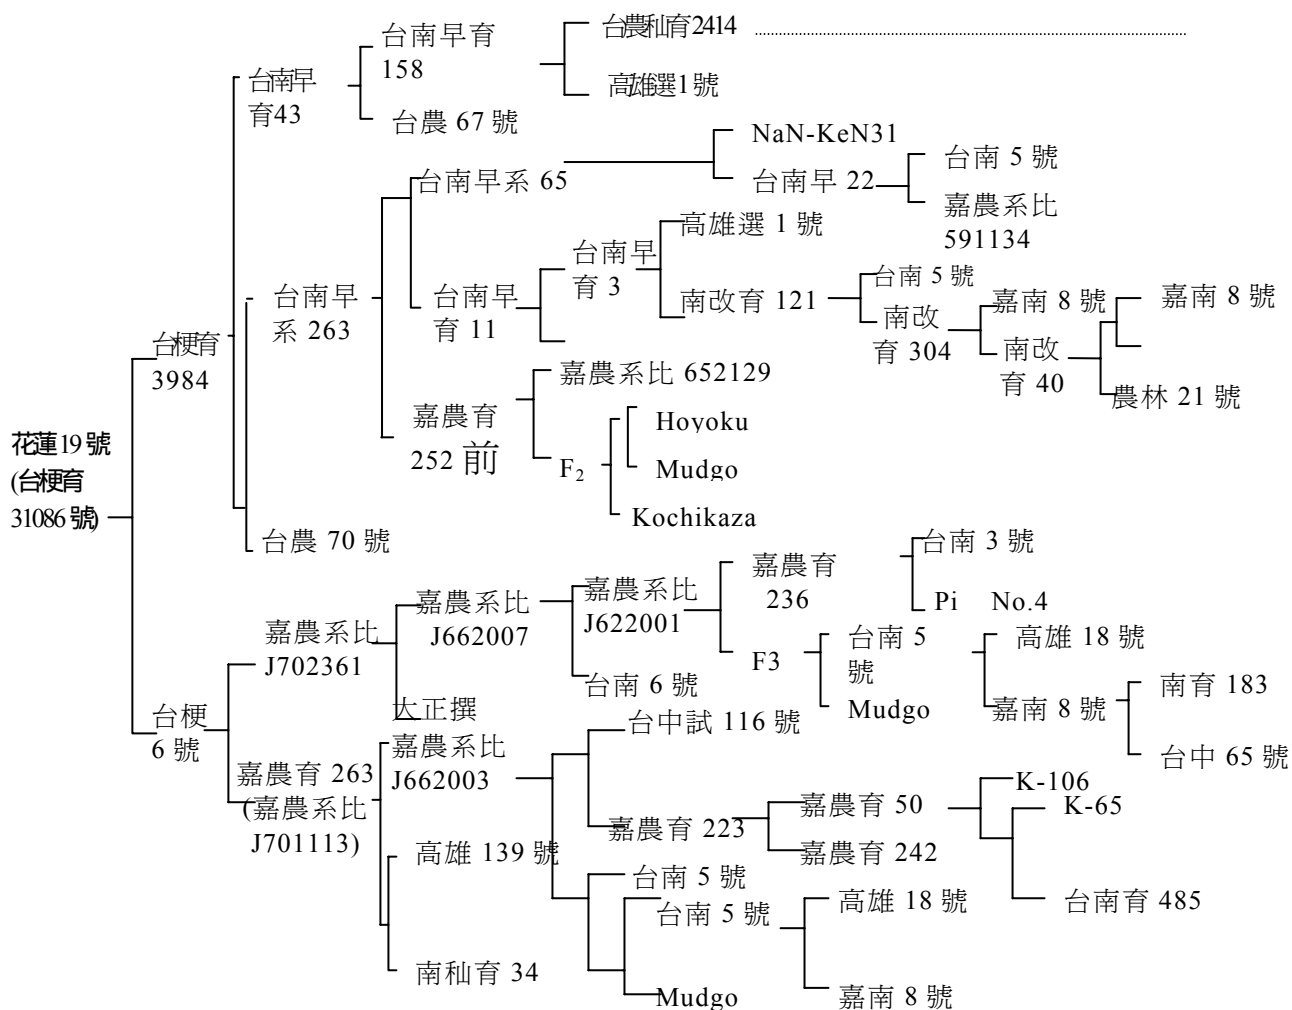 台農秈育2414
台南早育
158
高雄選1號
台南早
育43
台農 67 號
NaN-KeN31
台南早系 65
台南早 22
台南 5 號
嘉農系比
591134
高雄選 1 號
台南早
育 3
台南 5 號
台南早
系 263
台南早
育 11
南改育 121
嘉南 8 號
嘉南 8 號
南改
育 304
南改
育 40
台梗育
3984
嘉農系比 652129
農林 21 號
嘉農育
252 前
Hoyoku
F2
Mudgo
Kochikaza
花蓮19號
(台梗育
31086號)
台農 70 號
台南 3 號
嘉農育
236
嘉農系比
J622001
嘉農系比
J662007
Pi No.4
嘉農系比
J702361
F3
台南 5
號
高雄 18 號
台南 6 號
Mudgo
嘉南 8 號
南育 183
台中 65 號
大正撰
台梗
6 號
台中試 116 號
嘉農系比
J662003
嘉農育 263
(嘉農系比
J701113)
K-106
K-65
嘉農育 50
嘉農育 223
嘉農育 242
高雄 139 號
台南 5 號
台南 5 號
高雄 18 號
台南育 485
南秈育 34
Mudgo
嘉南 8 號